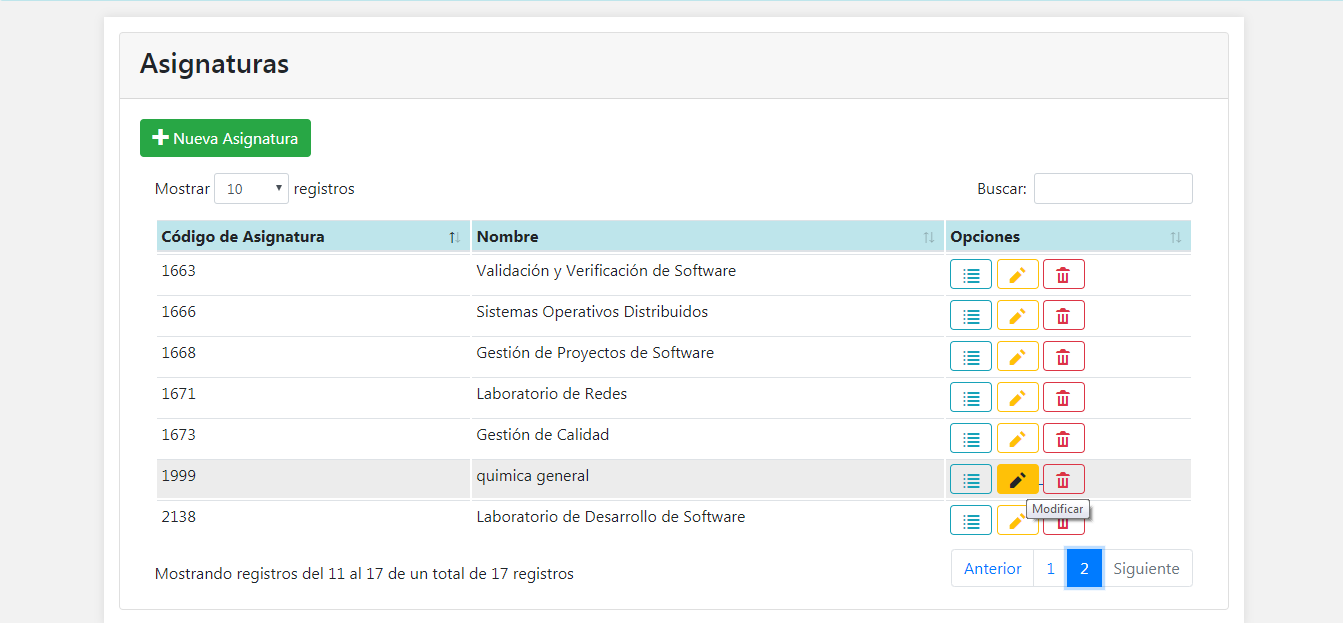 Asignaturas
Nueva Asignatura
Mostrar 10 registros Buscar:
Código de Asignatura Nombre Opciones
1663 Validación y Verificación de Software
1666 Sistemas Operativos Distribuidos
1668 Gestión de Proyectos de Software
1671 Laboratorio de Redes
1673 Gestión de Calidad
1999 quimica general
Modificar
2138 Laboratorio de Desarrollo de Software
Mostrando registros del 11 al 17 de un total de 17 registros Anterior 1 2 Siguiente